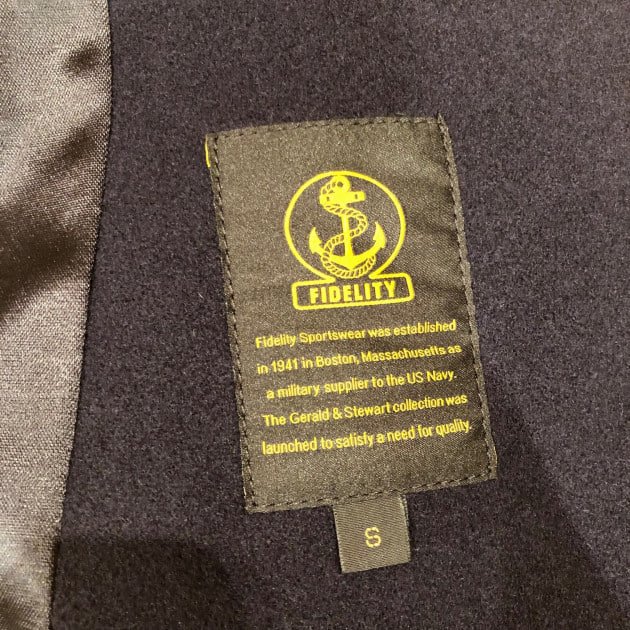 FIDELITY
Fidelity Sportswear was established
in 1941 in Boston, Massachusetts as
a military supplier to the US Navy.
The Gerald & Stewart collection was
launched to satisfy a need for quality.
S